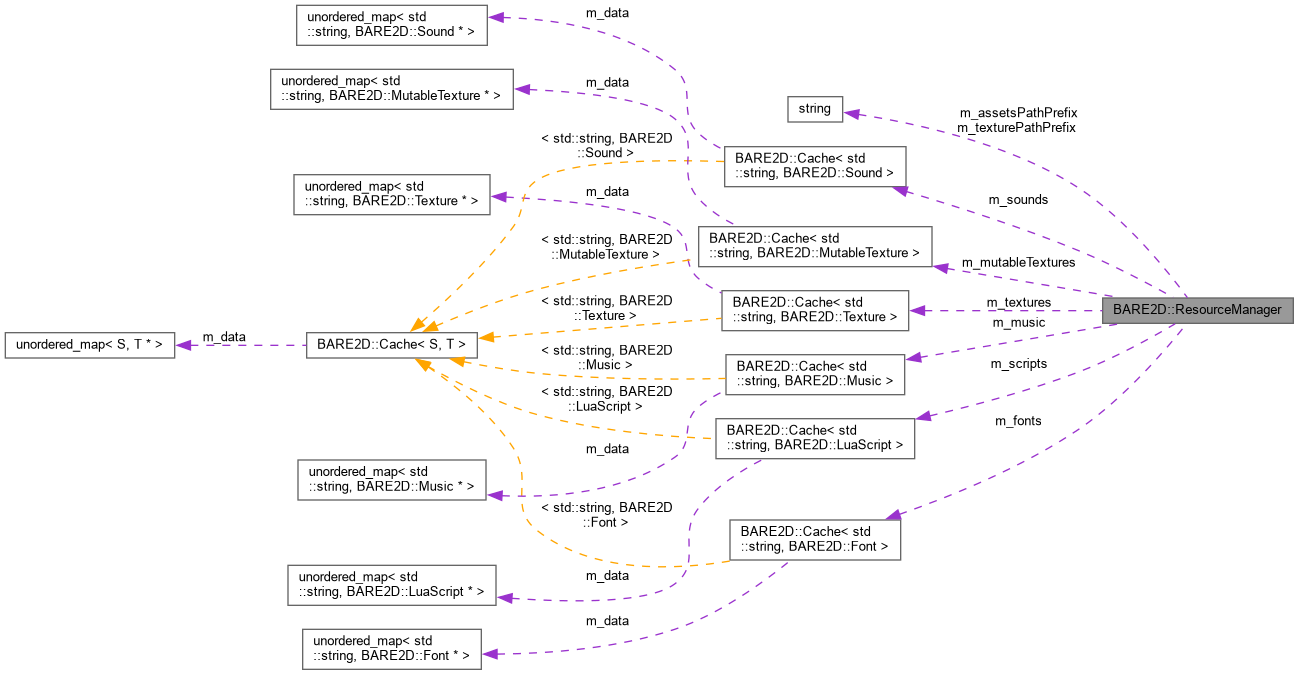 unordered_map< std
::string, BARE2D::Sound * >
m_data
unordered_map< std
::string, BARE2D::MutableTexture * >
m_data
string
m_assetsPathPrefix
m_texturePathPrefix
< std::string, BARE2D
::Sound >
BARE2D::Cache< std
::string, BARE2D::Sound >
unordered_map< std
::string, BARE2D::Texture * >
m_data
m_sounds
< std::string, BARE2D
::MutableTexture >
BARE2D::Cache< std
::string, BARE2D::MutableTexture >
m_mutableTextures
< std::string, BARE2D
::Texture >
BARE2D::Cache< std
::string, BARE2D::Texture >
m_textures
BARE2D::ResourceManager
m_music
unordered_map< S, T * >
m_data
BARE2D::Cache< S, T >
< std::string, BARE2D
::Music >
BARE2D::Cache< std
::string, BARE2D::Music >
m_scripts
< std::string, BARE2D
::LuaScript >
BARE2D::Cache< std
::string, BARE2D::LuaScript >
m_fonts
m_data
unordered_map< std
::string, BARE2D::Music * >
< std::string, BARE2D
::Font >
BARE2D::Cache< std
::string, BARE2D::Font >
unordered_map< std
::string, BARE2D::LuaScript * >
m_data
m_data
unordered_map< std
::string, BARE2D::Font * >